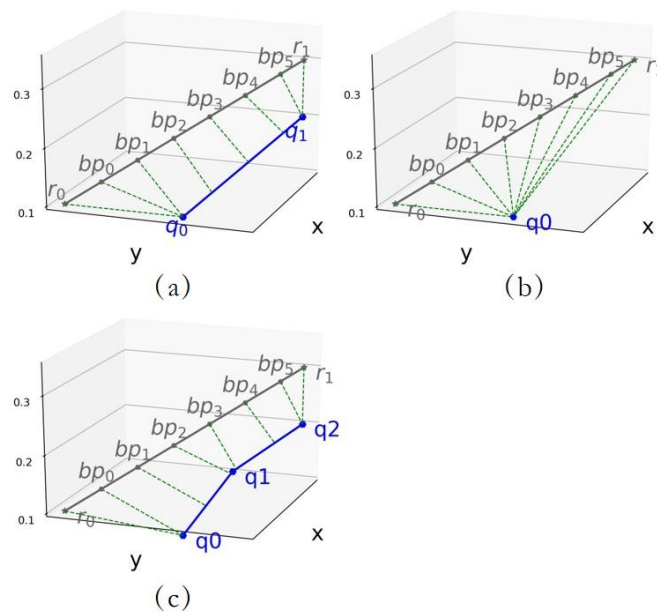 r₀
bp₀
bp₁
bp₂
bp₃
bp₄
bp₅
r₁
q₀
q₁
0.3
0.2
0.1
y
x
(a)
r₀
bp₀
bp₁
bp₂
bp₃
bp₄
bp₅
q0
0.3
0.2
0.1
y
x
(b)
r₀
bp₀
bp₁
bp₂
bp₃
bp₄
bp₅
r₁
q0
q1
q2
0.3
0.2
0.1
y
x
(c)